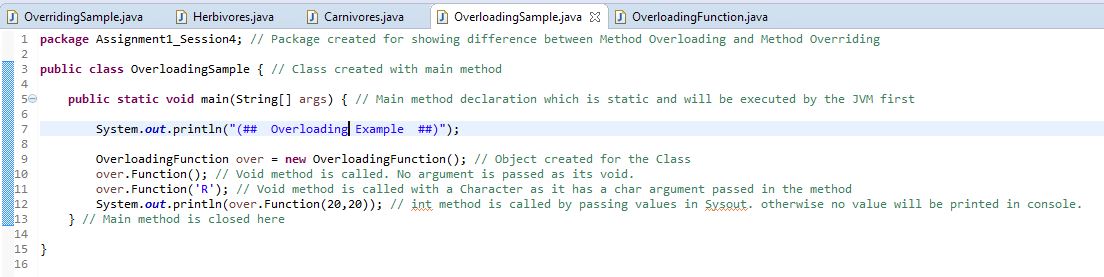 OverridingSample.java Herbivores.java Carnivores.java OverloadingSample.java OverloadingFunction.java
1 package Assignment1_Session4; // Package created for showing difference between Method Overloading and Method Overriding
2
3 public class OverloadingSample { // Class created with main method
4
5 public static void main(String[] args) { // Main method declaration which is static and will be executed by the JVM first
6
7 System.out.println("(##  Overloading Example  ##)");
8
9 OverloadingFunction over = new OverloadingFunction(); // Object created for the Class
10 over.Function(); // Void method is called. No argument is passed as its void.
11 over.Function('R'); // Void method is called with a Character as it has a char argument passed in the method
12 System.out.println(over.Function(20,20)); // int method is called by passing values in Sysout. otherwise no value will be printed in console.
13 } // Main method is closed here
14
15 }
16